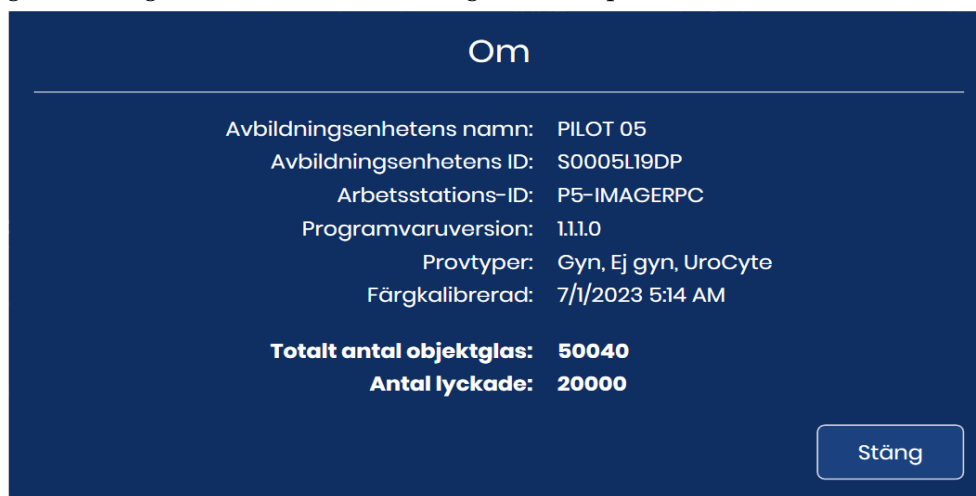 Om
Avbildningsenhetens namn: PILOT 05
Avbildningsenhetens ID: S0005L19DP
Arbetsstations-ID: P5-IMAGERPC
Programvaruversion: 1.1.1.0
Provtyper: Gyn, Ej gyn, UroCyte
Färgkalibrerad: 7/1/2023 5:14 AM
Totalt antal objektglas: 50040
Antal lyckade: 20000
Stäng